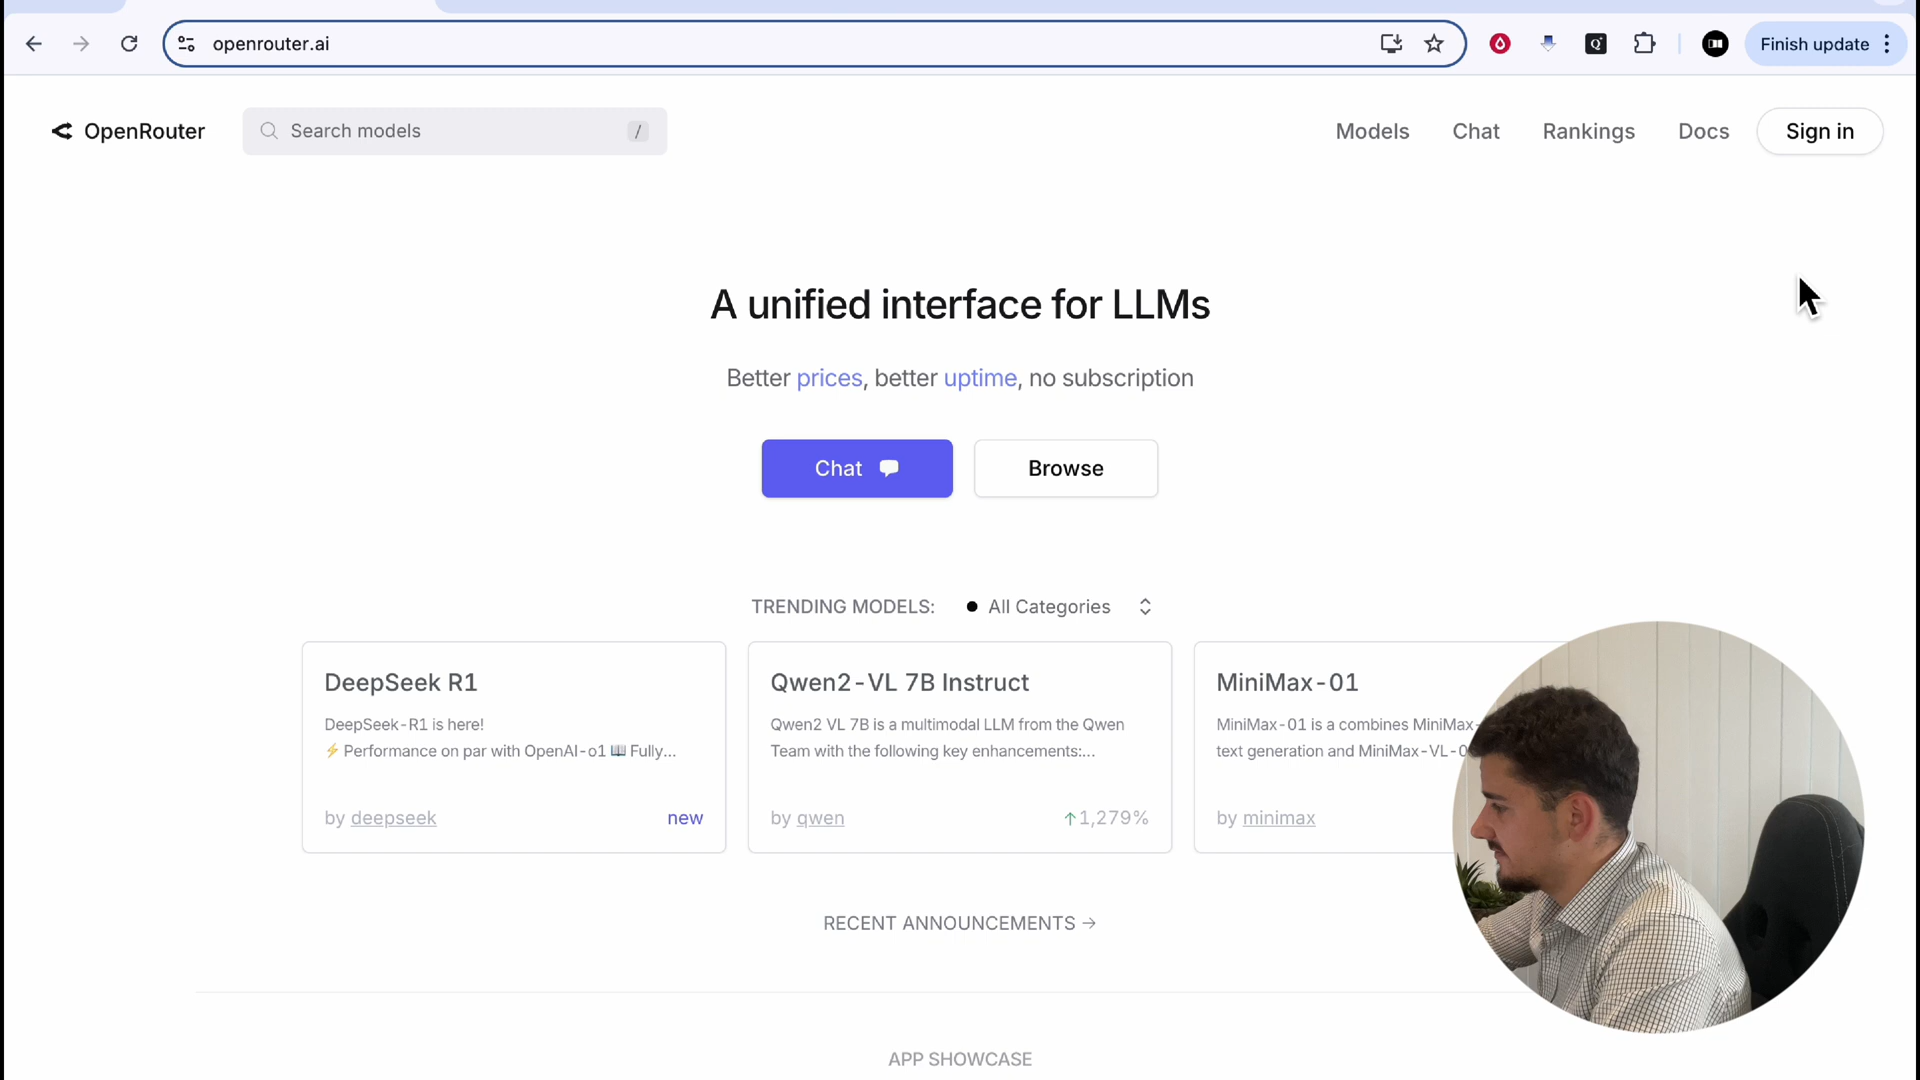 openrouter.ai
Finish update
OpenRouter
Search models
/
Models
Chat
Rankings
Docs
Sign in
A unified interface for LLMs
Better prices, better uptime, no subscription
Chat
Browse
TRENDING MODELS:
All Categories
DeepSeek R1
DeepSeek-R1 is here!
⚡ Performance on par with OpenAI-o1 📖 Fully...
by deepseek
new
Qwen2-VL 7B Instruct
Qwen2 VL 7B is a multimodal LLM from the Qwen
Team with the following key enhancements:...
by qwen
↑1,279%
MiniMax-01
MiniMax-01 is a combines MiniMax-
text generation and MiniMax-VL-0
by minimax
RECENT ANNOUNCEMENTS →
APP SHOWCASE